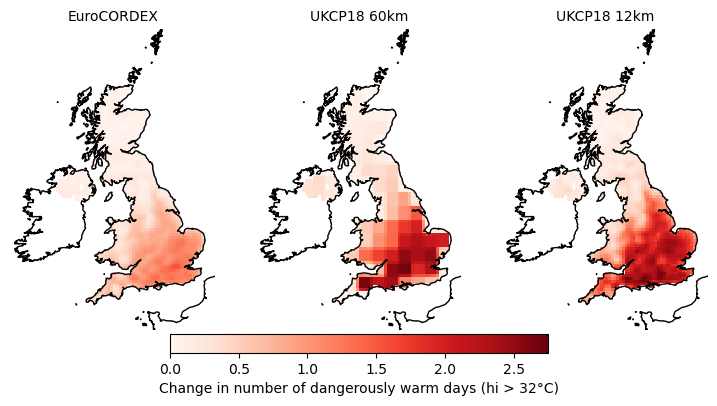 EuroCORDEX
UKCP18 60km
UKCP18 12km
0.0 0.5 1.0 1.5 2.0 2.5
Change in number of dangerously warm days (hi > 32°C)